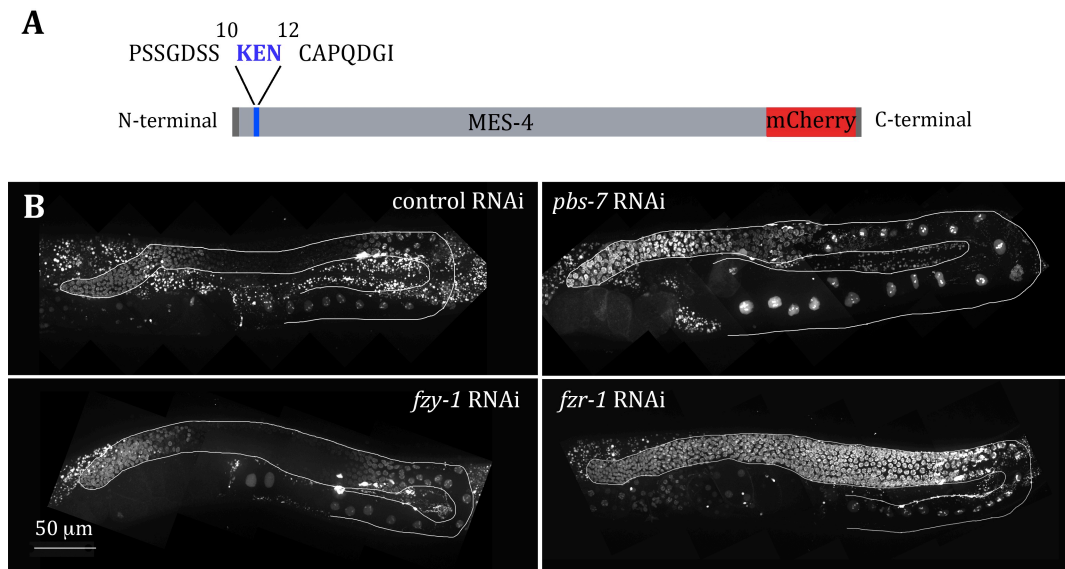 A
10 12
PSSGDSS KEN CAPQDGI
N-terminal MES-4 mCherry C-terminal
B control RNAi pbs-7 RNAi
fzy-1 RNAi fzr-1 RNAi
50 µm